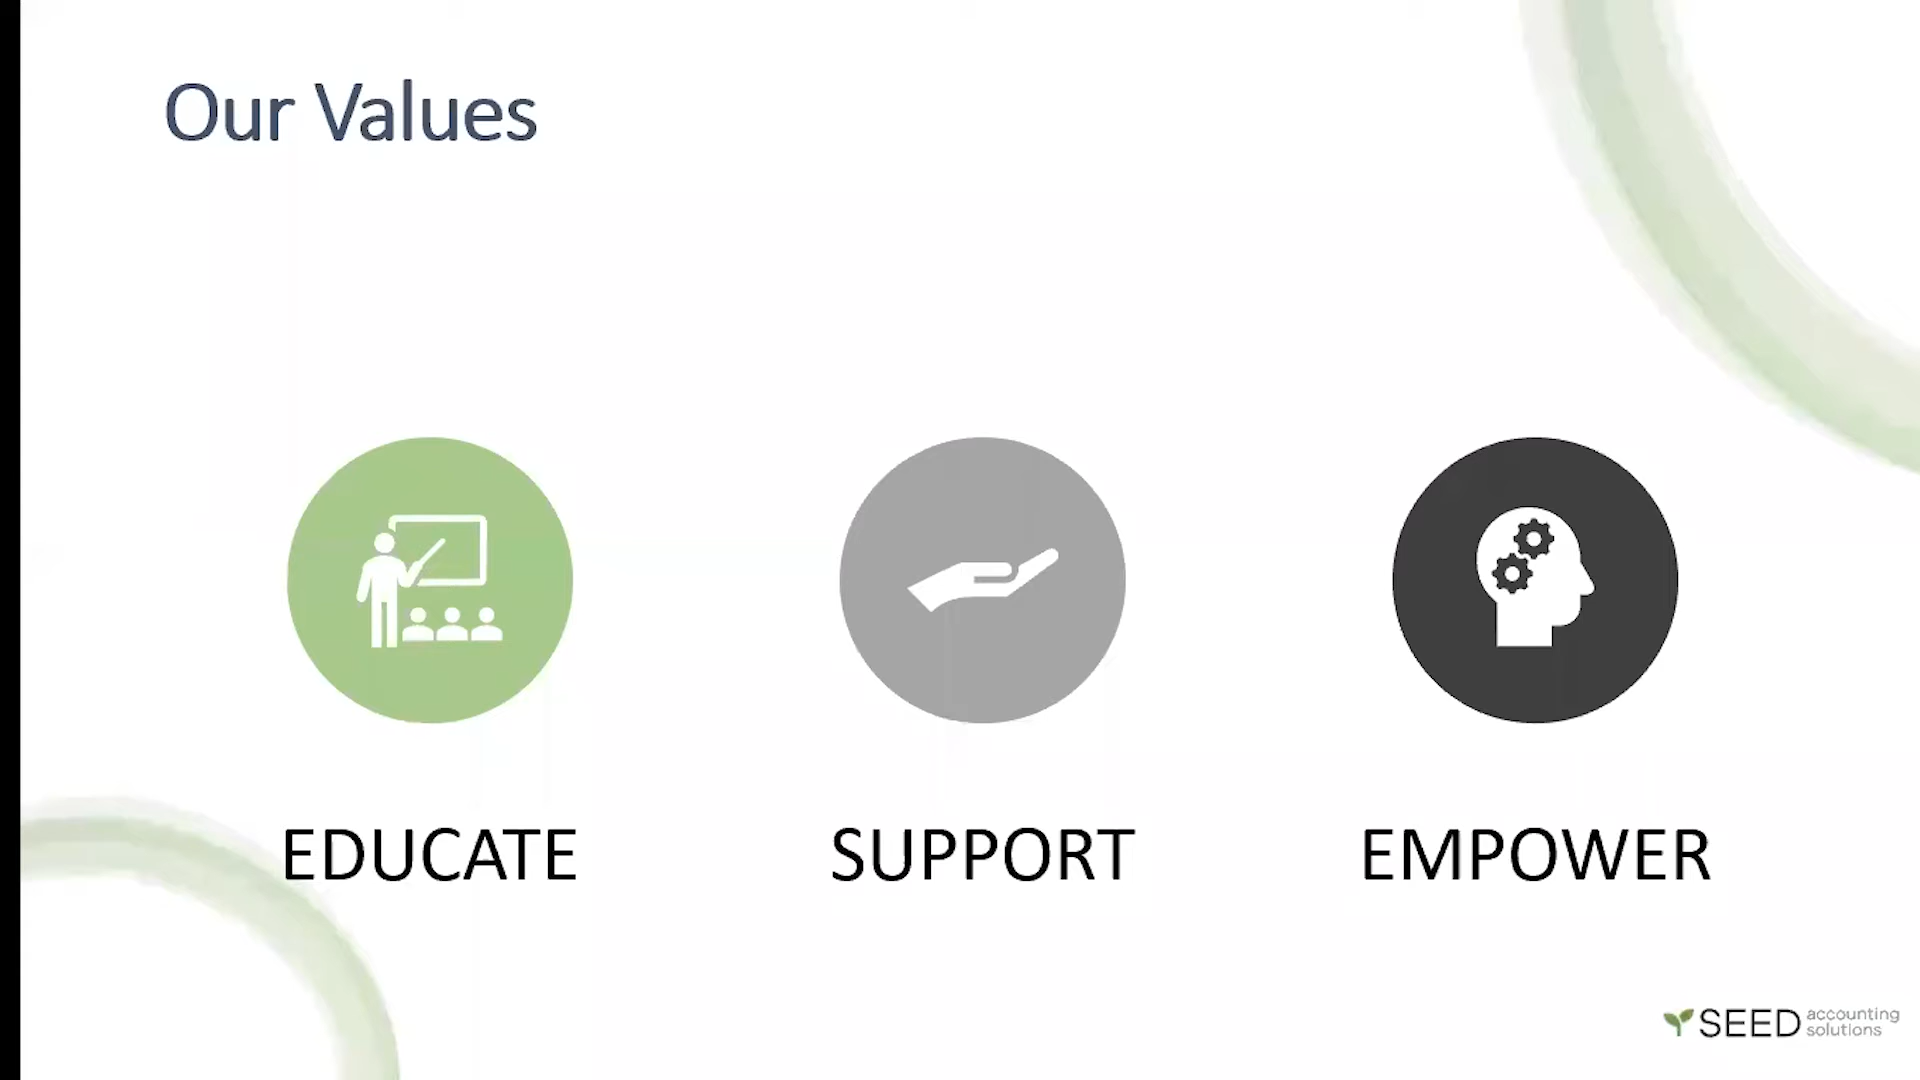 Our Values
EDUCATE
SUPPORT
EMPOWER
SEED accounting
solutions